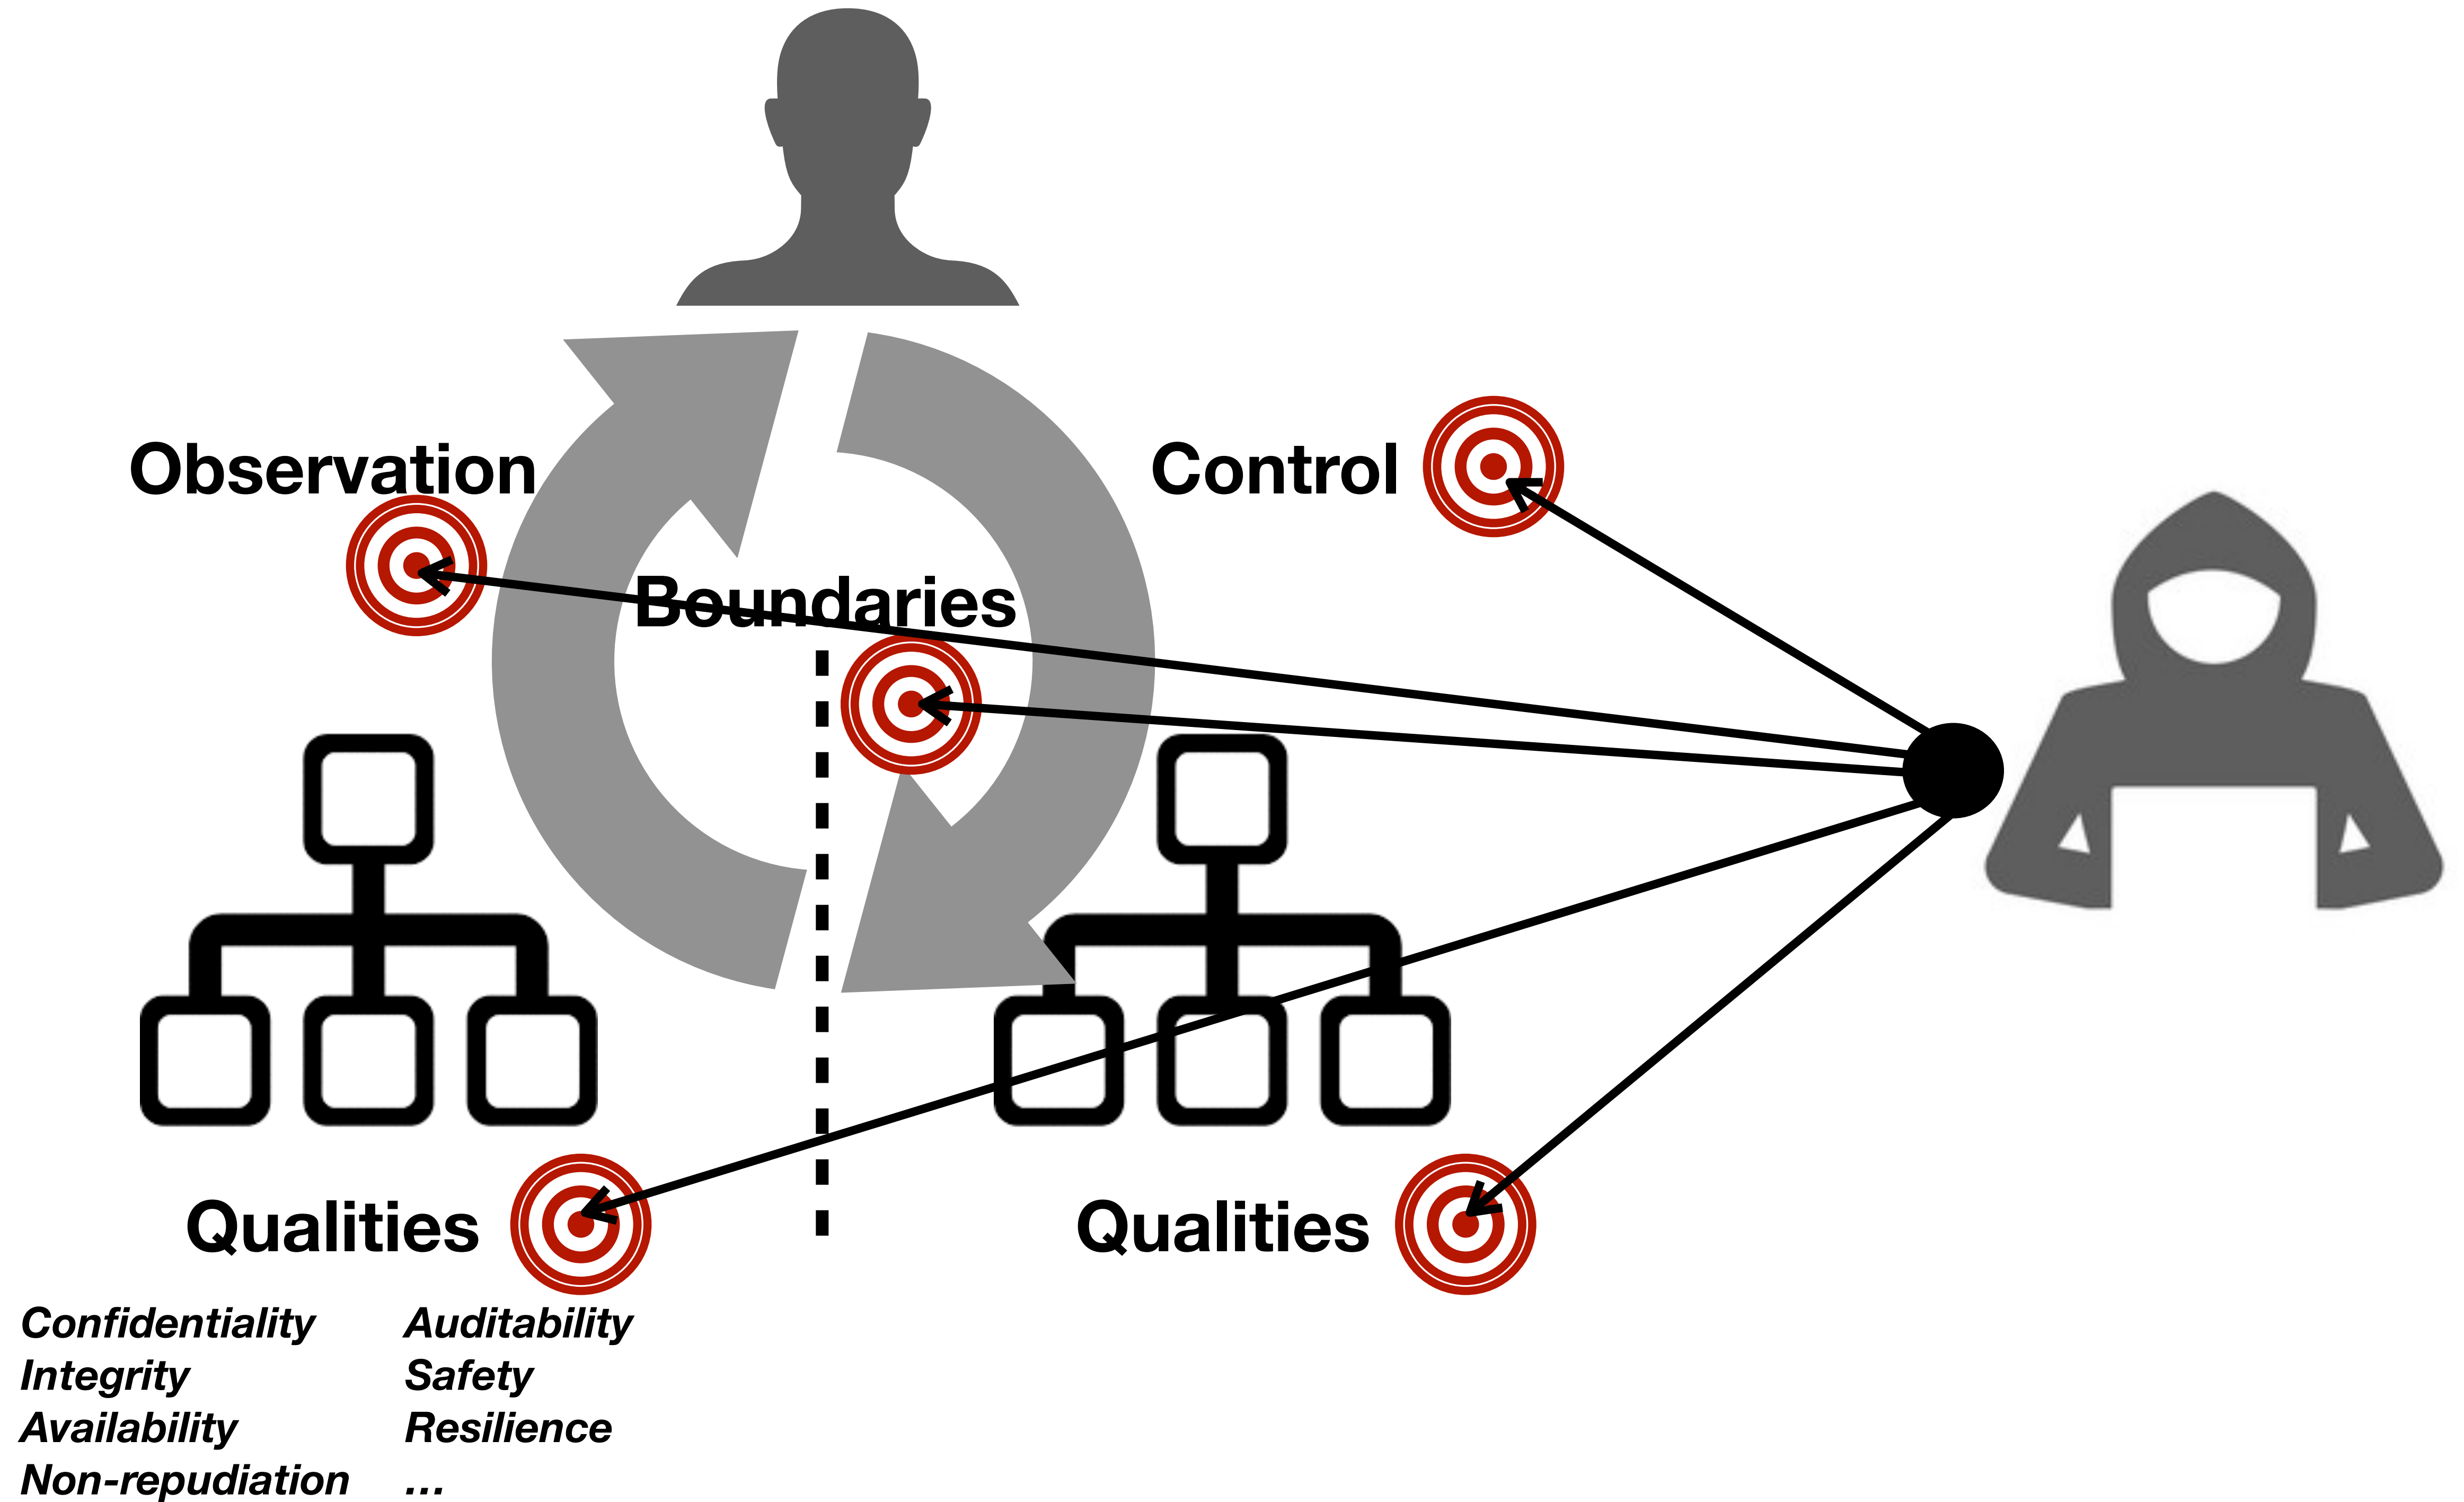 Observation
Control
Boundaries
Qualities
Qualities
Confidentiality
Integrity
Availability
Non-repudiation
Auditability
Safety
Resilience
...